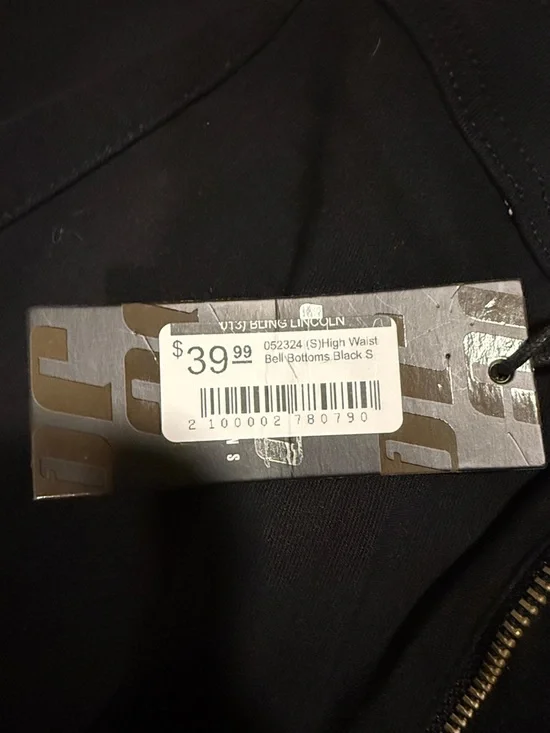 013) BLING LINCOLN
$39.99
052324 (S)High Waist
Bell Bottoms Black S
2 100002 780790